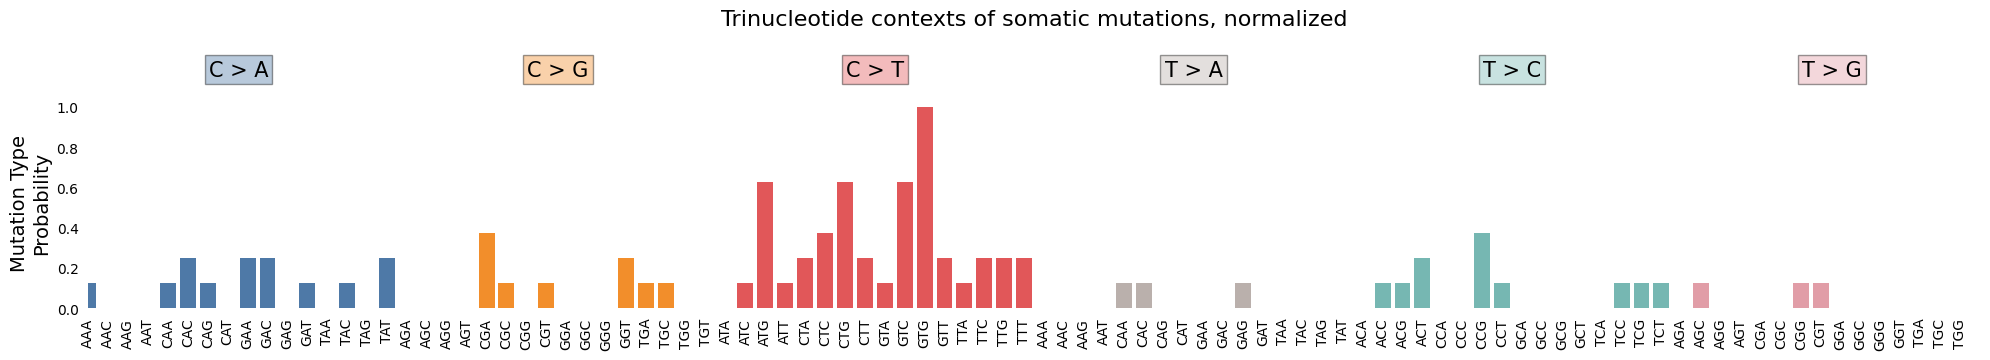 Trinucleotide contexts of somatic mutations, normalized
C > A
C > G
C > T
T > A
T > C
T > G
Mutation Type
Probability
1.0
0.8
0.6
0.4
0.2
0.0
AAA AAC AAG AAT CAA CAC CAG CAT GAA GAC GAG GAT TAA TAC TAG TAT AGA AGC AGG AGT CGA CGC CGG CGT GGA GGC GGG GGT TGA TGC TGG TGT ATA ATC ATG ATT CTA CTC CTG CTT GTA GTC GTG GTT TTA TTC TTG TTT AAA AAC AAG AAT CAA CAC CAG CAT GAA GAC GAG GAT TAA TAC TAG TAT ACA ACC ACG ACT CCA CCC CCG CCT GCA GCC GCG GCT TCA TCC TCG TCT AGA AGC AGG AGT CGA CGC CGG CGT GGA GGC GGG GGT TGA TGC TGG